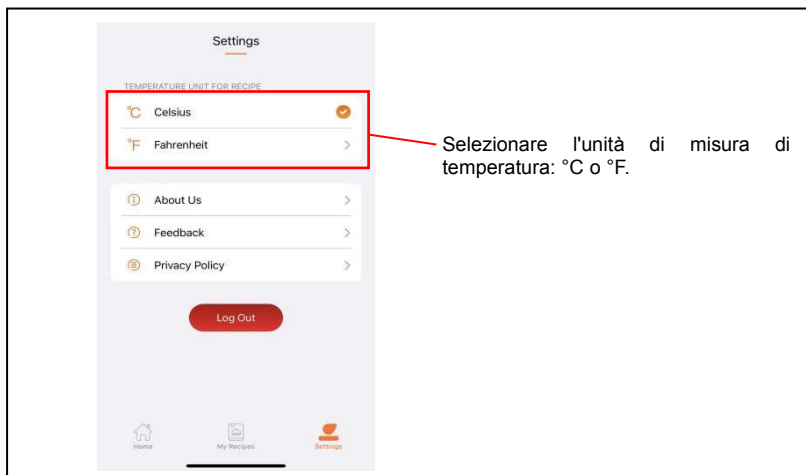 Settings
TEMPERATURE UNIT FOR RECIPE
°C Celsius
°F Fahrenheit
Selezionare l'unità di misura di
temperatura: °C o °F.
About Us
Feedback
Privacy Policy
Log Out
Home
My Recipes
Settings